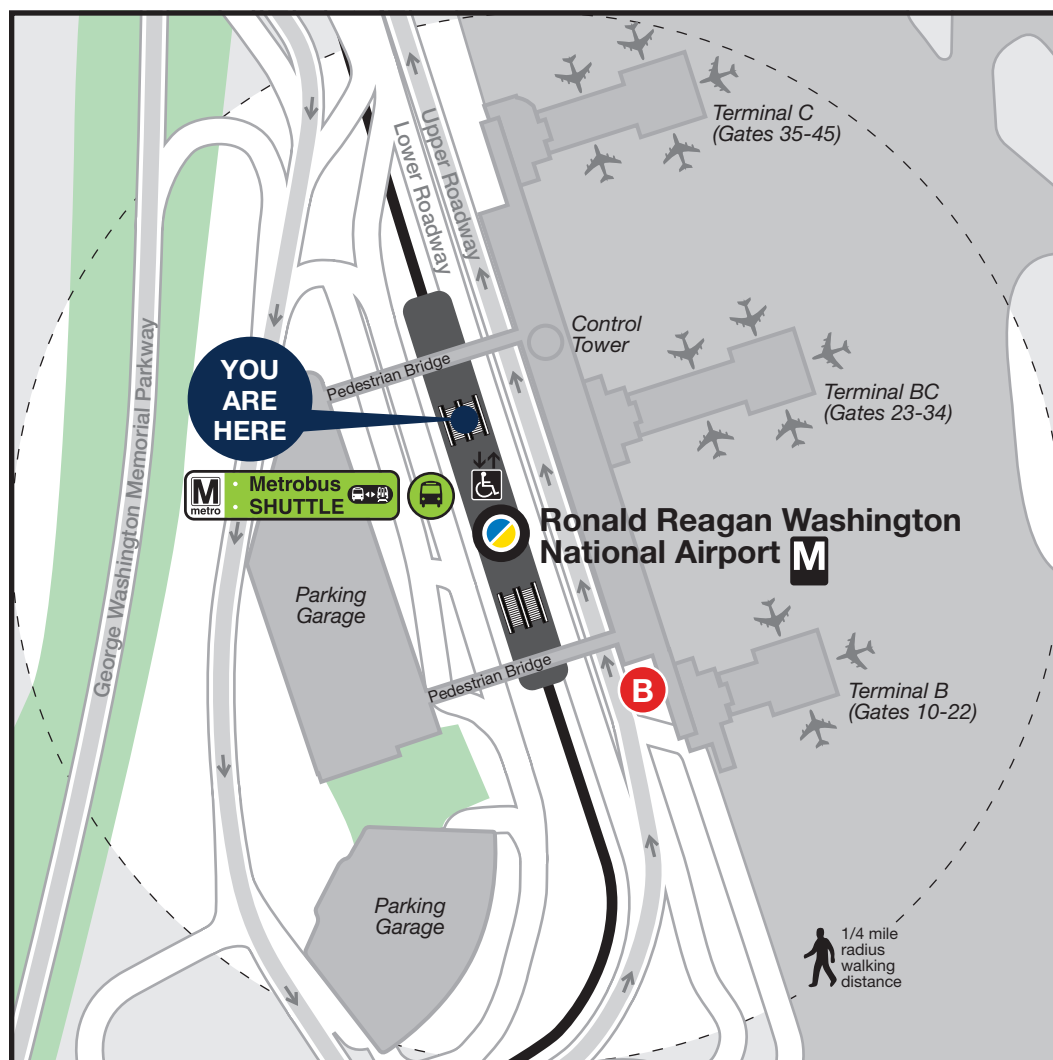 Terminal C
(Gates 35-45)
Upper Roadway
Lower Roadway
Control
Tower
Pedestrian Bridge
YOU
ARE
HERE
Terminal BC
(Gates 23-34)
George Washington Memorial Parkway
M
metro
• Metrobus
• SHUTTLE
Ronald Reagan Washington
National Airport M
Parking
Garage
Pedestrian Bridge
B
Terminal B
(Gates 10-22)
Parking
Garage
1/4 mile
radius
walking
distance